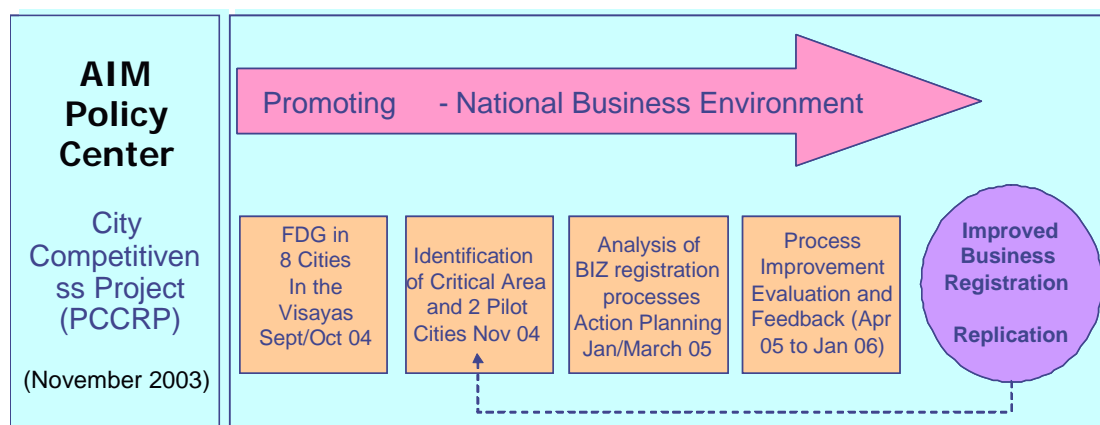 AIM
Policy
Center
City
Competitiven
ss Project
(PCCRP)
(November 2003)
Promoting - National Business Environment
FDG in
8 Cities
In the
Visayas
Sept/Oct 04
Identification
of Critical Area
and 2 Pilot
Cities Nov 04
Analysis of
BIZ registration
processes
Action Planning
Jan/March 05
Process
Improvement
Evaluation and
Feedback (Apr
05 to Jan 06)
Improved
Business
Registration
Replication